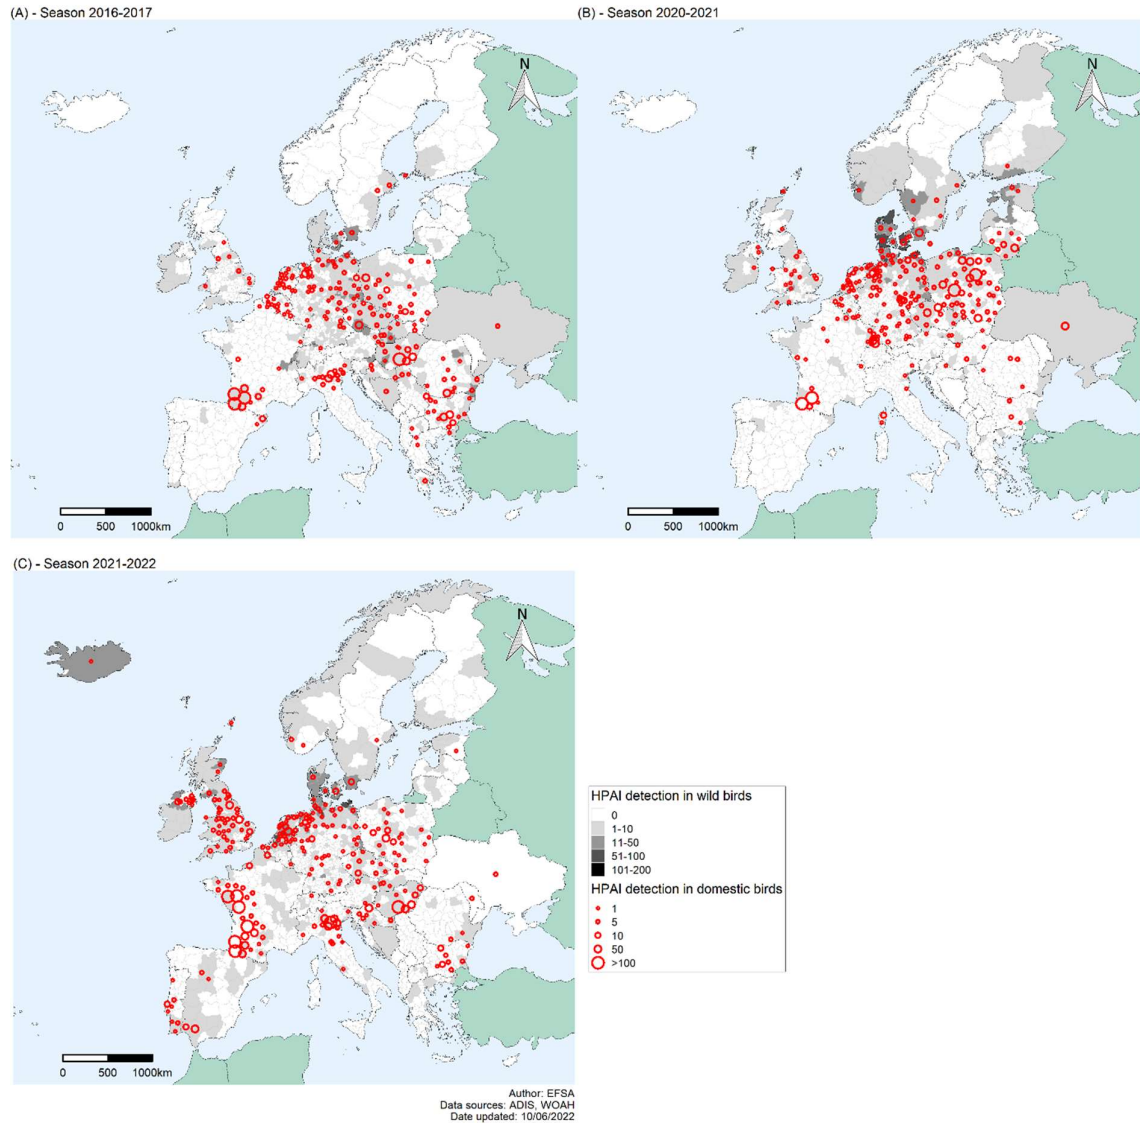 (A) - Season 2016-2017
(B) - Season 2020-2021
N
N
0 500 1000km
0 500 1000km
(C) - Season 2021-2022
N
HPAI detection in wild birds
0
1-10
11-50
51-100
101-200
HPAI detection in domestic birds
1
5
10
50
>100
0 500 1000km
Author: EFSA
Data sources: ADIS, WOAH
Date updated: 10/06/2022